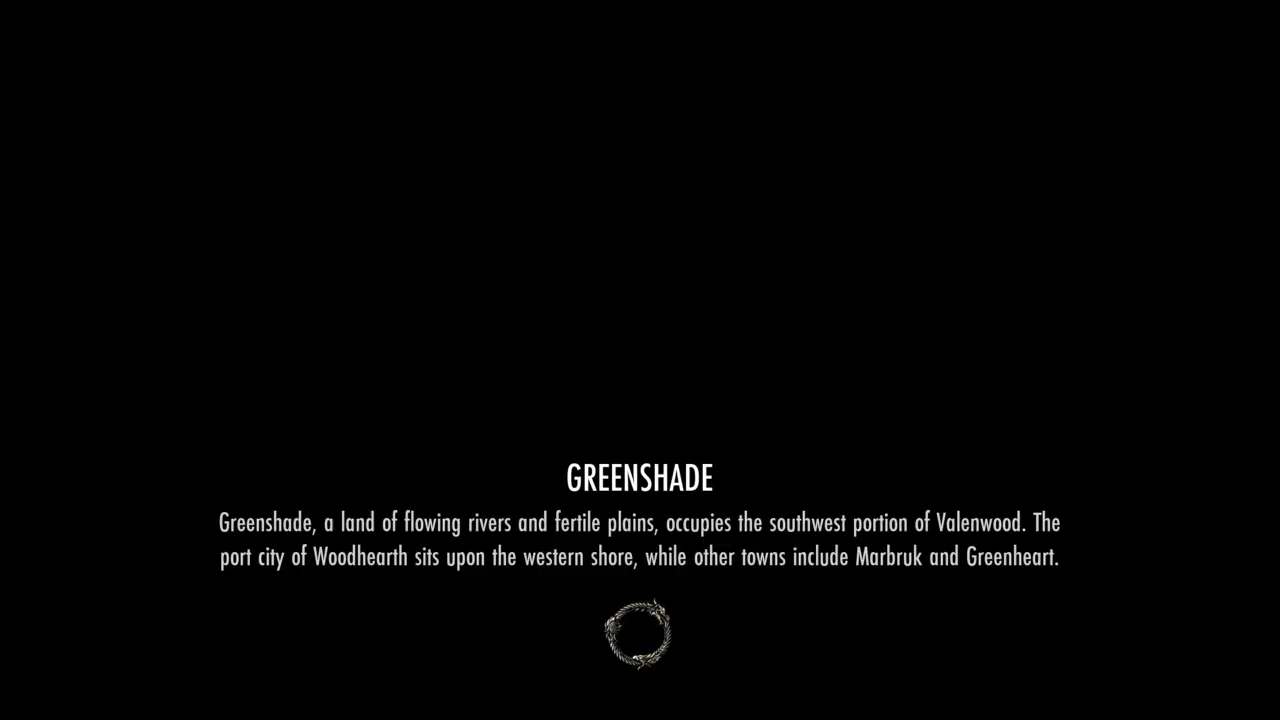 GREENSHADE
Greenshade, a land of flowing rivers and fertile plains, occupies the southwest portion of Valenwood. The
port city of Woodhearth sits upon the western shore, while other towns include Marbruk and Greenheart.